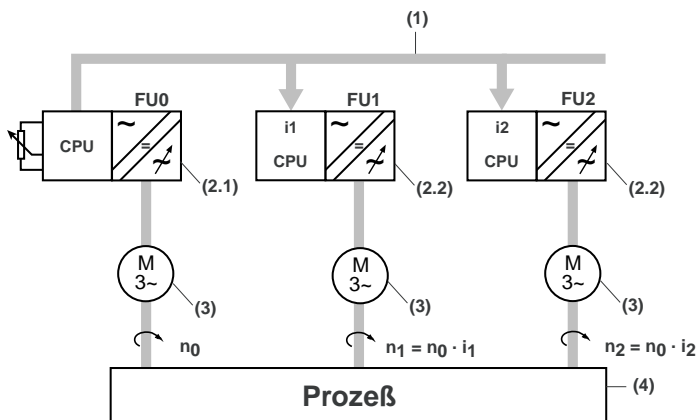 (1)
FU0
FU1
FU2
CPU
~
=
~
i1
CPU
~
=
~
i2
CPU
~
=
~
(2.1)
(2.2)
(2.2)
M
3~
M
3~
M
3~
(3)
(3)
(3)
n0
n1 = n0 · i1
n2 = n0 · i2
Prozeß
(4)